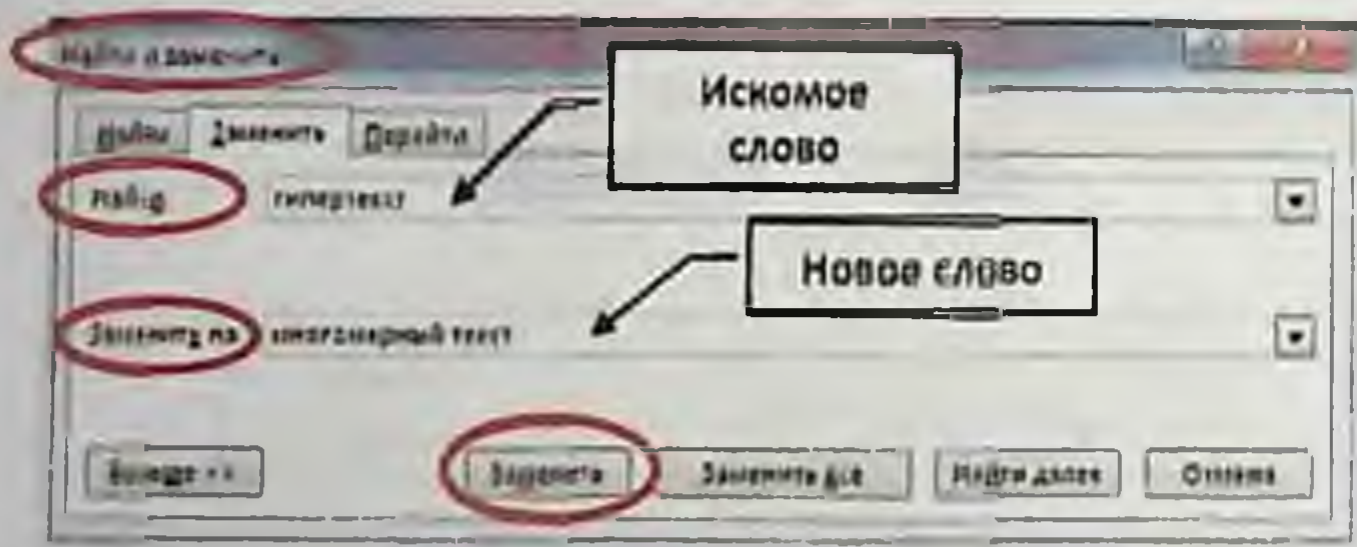 Найти и заменить
Искомое
слово
Найти Заменить Перейти
Найти гипертекст
Новое слово
Заменить на многомерный текст
Больше >> Заменить Заменить все Найти далее Отмена